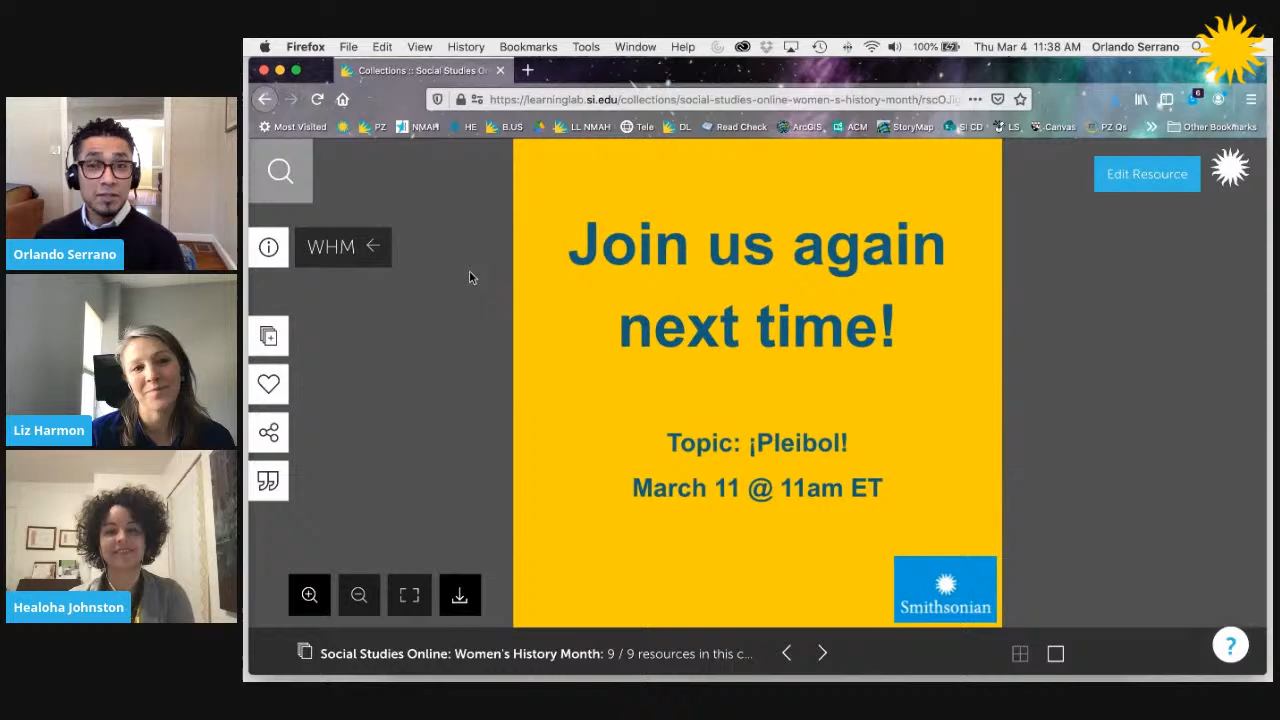 Firefox File Edit View History Bookmarks Tools Window Help 100% Thu Mar 4 11:38 AM Orlando Serrano
Collections :: Social Studies On
https://learninglab.si.edu/collections/social-studies-online-women-s-history-month/rscOJi
6
Most Visited PZ NMAH HE B.US LL NMAH Tele DL Read Check ArcGIS ACM StoryMap SI CD LS Canvas PZ Qs Other Bookmarks
Edit Resource
WHM
Join us again
next time!
Topic: ¡Pleibol!
March 11 @ 11am ET
Smithsonian
Social Studies Online: Women's History Month: 9 / 9 resources in this c...
?
Orlando Serrano
Liz Harmon
Healoha Johnston